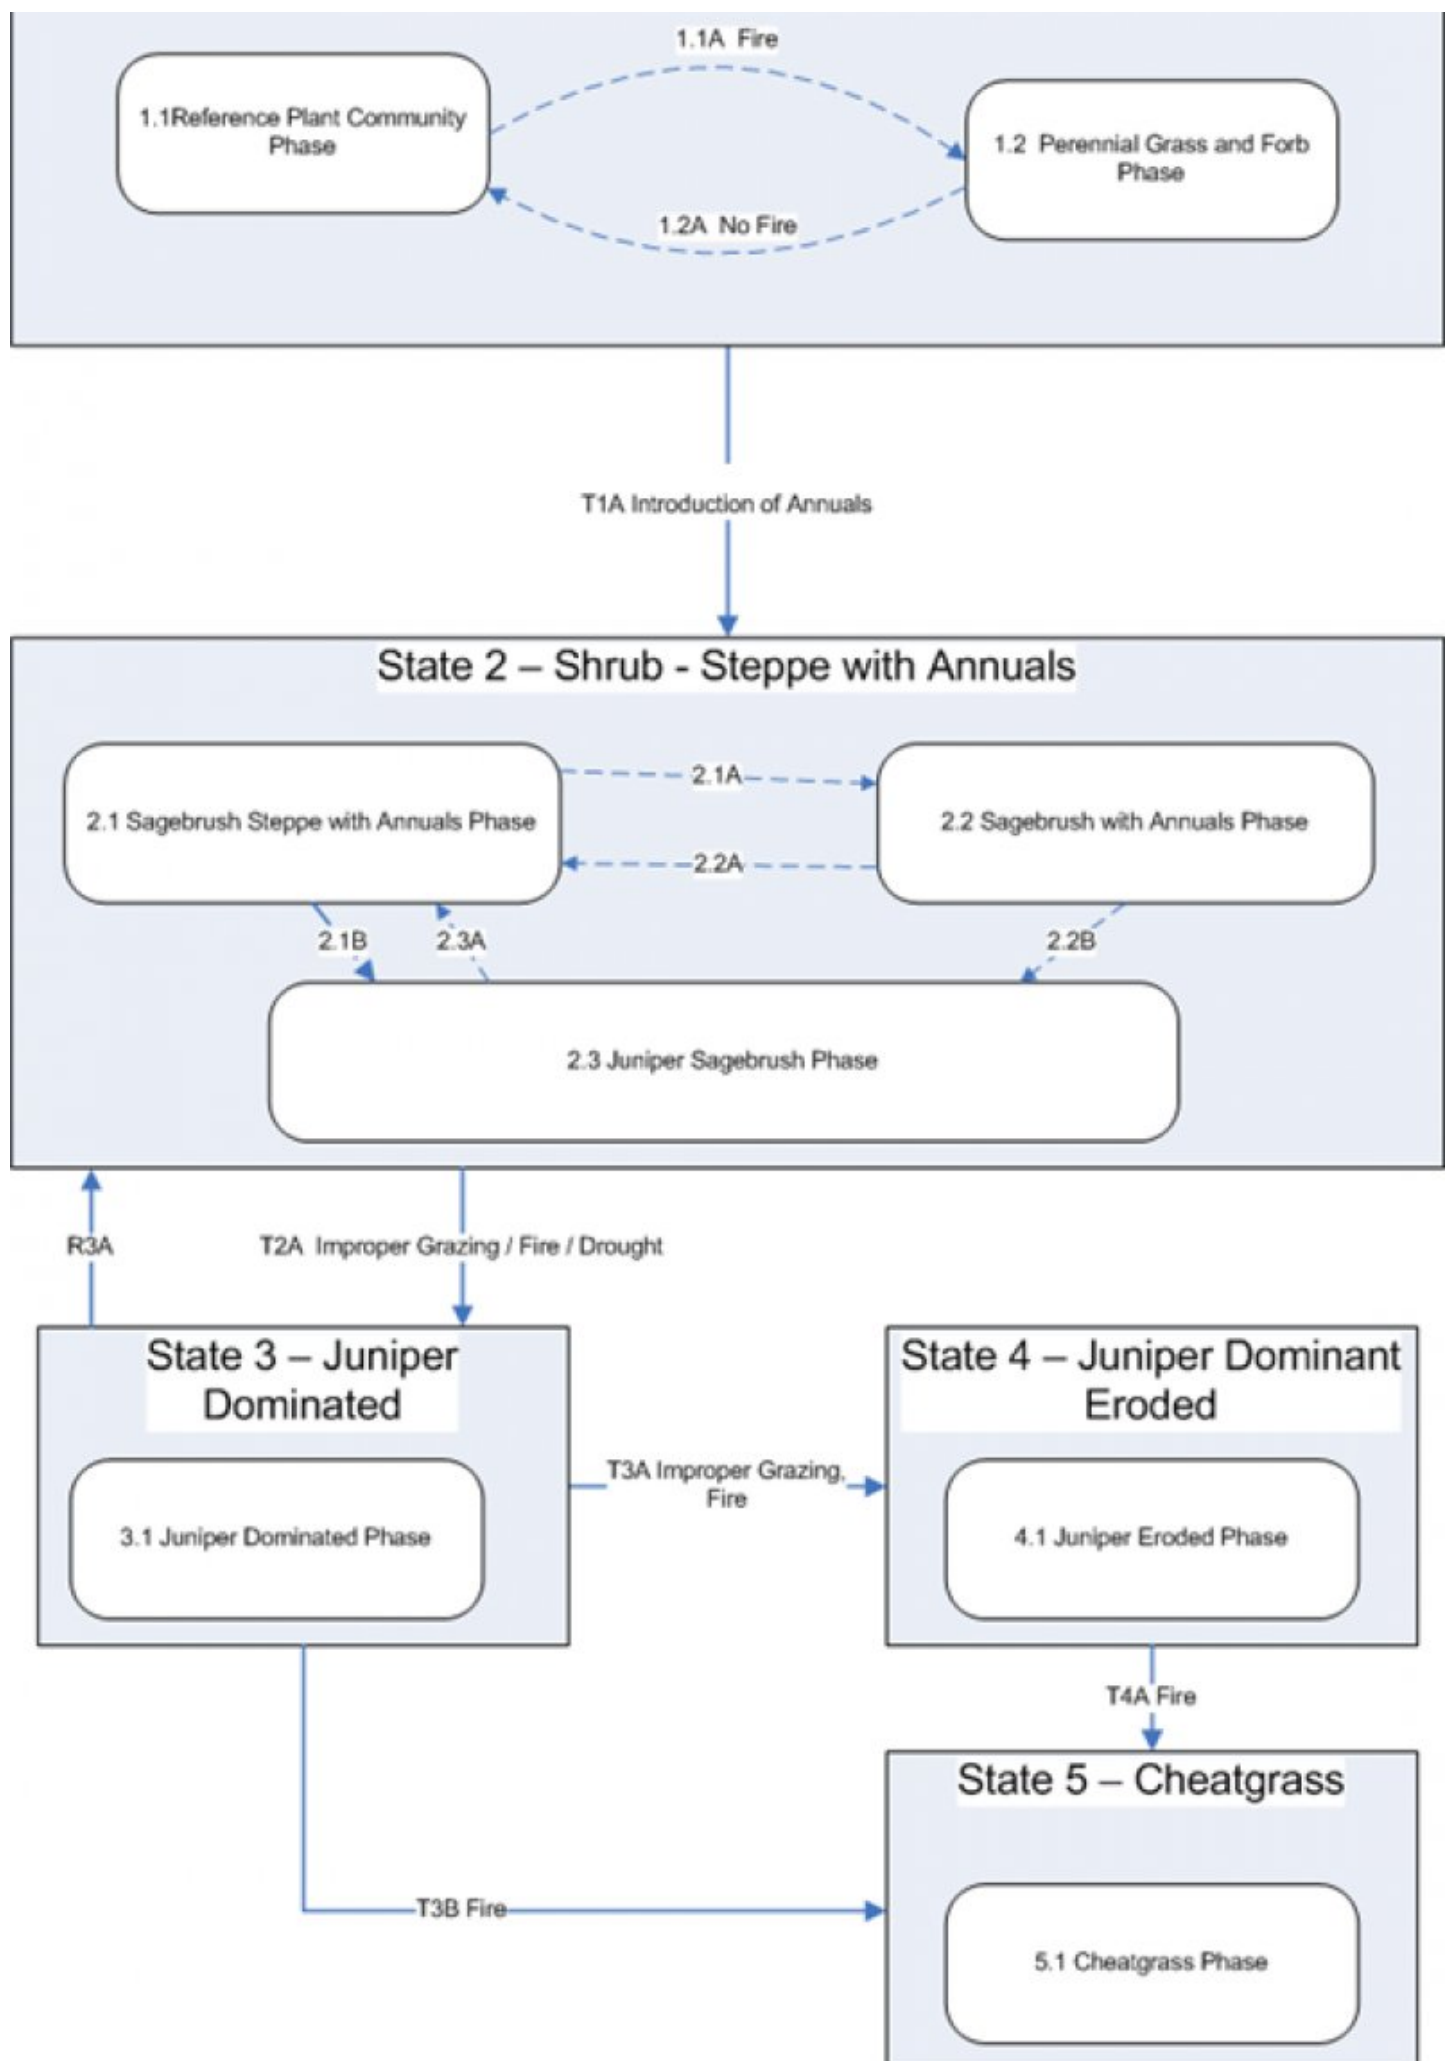 1.1A  Fire
1.1Reference Plant Community
Phase
1.2  Perennial Grass and Forb
Phase
1.2A  No Fire
T1A Introduction of Annuals
State 2 – Shrub - Steppe with Annuals
2.1 Sagebrush Steppe with Annuals Phase
2.1A
2.2 Sagebrush with Annuals Phase
2.2A
2.1B
2.3A
2.2B
2.3 Juniper Sagebrush Phase
R3A
T2A  Improper Grazing / Fire / Drought
State 3 – Juniper
Dominated
State 4 – Juniper Dominant
Eroded
T3A Improper Grazing,
Fire
3.1 Juniper Dominated Phase
4.1 Juniper Eroded Phase
T4A Fire
State 5 – Cheatgrass
T3B Fire
5.1 Cheatgrass Phase